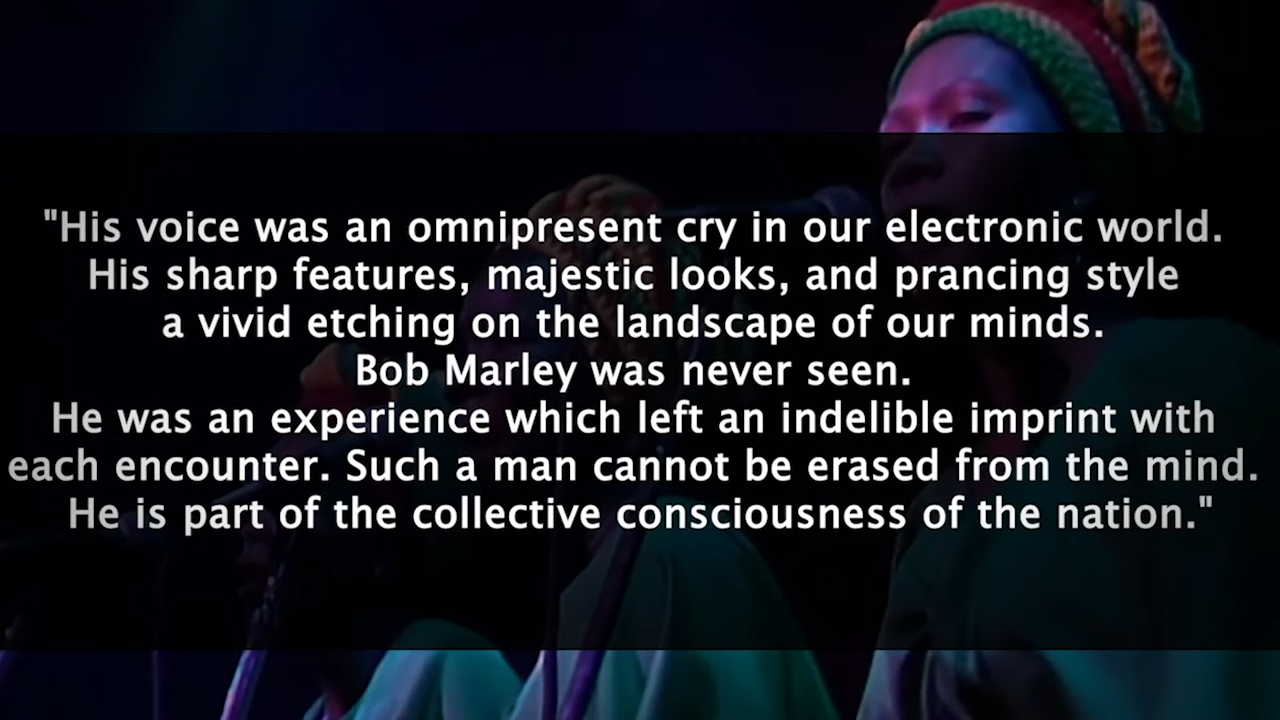 "His voice was an omnipresent cry in our electronic world.
His sharp features, majestic looks, and prancing style
a vivid etching on the landscape of our minds.
Bob Marley was never seen.
He was an experience which left an indelible imprint with
each encounter. Such a man cannot be erased from the mind.
He is part of the collective consciousness of the nation."